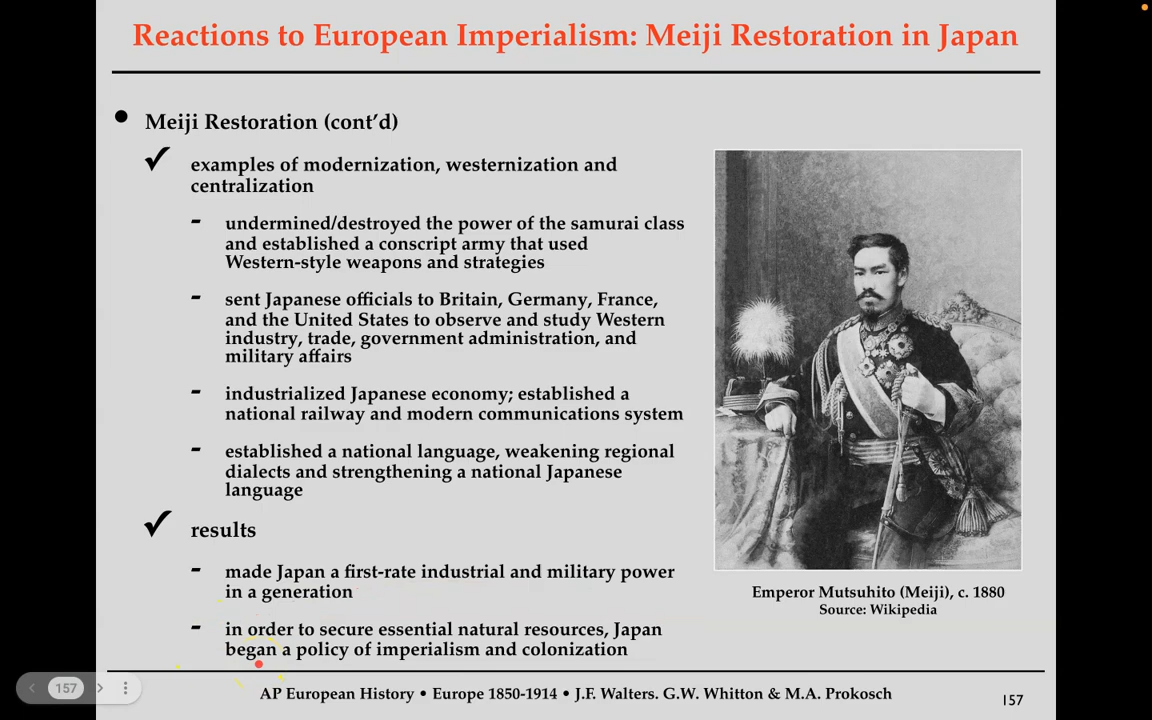 Reactions to European Imperialism: Meiji Restoration in Japan
• Meiji Restoration (cont’d)
✓ examples of modernization, westernization and
centralization
- undermined/destroyed the power of the samurai class
and established a conscript army that used
Western-style weapons and strategies
- sent Japanese officials to Britain, Germany, France,
and the United States to observe and study Western
industry, trade, government administration, and
military affairs
- industrialized Japanese economy; established a
national railway and modern communications system
- established a national language, weakening regional
dialects and strengthening a national Japanese
language
✓ results
- made Japan a first-rate industrial and military power
in a generation
- in order to secure essential natural resources, Japan
began a policy of imperialism and colonization
Emperor Mutsuhito (Meiji), c. 1880
Source: Wikipedia
157
AP European History • Europe 1850-1914 • J.F. Walters. G.W. Whitton & M.A. Prokosch
157